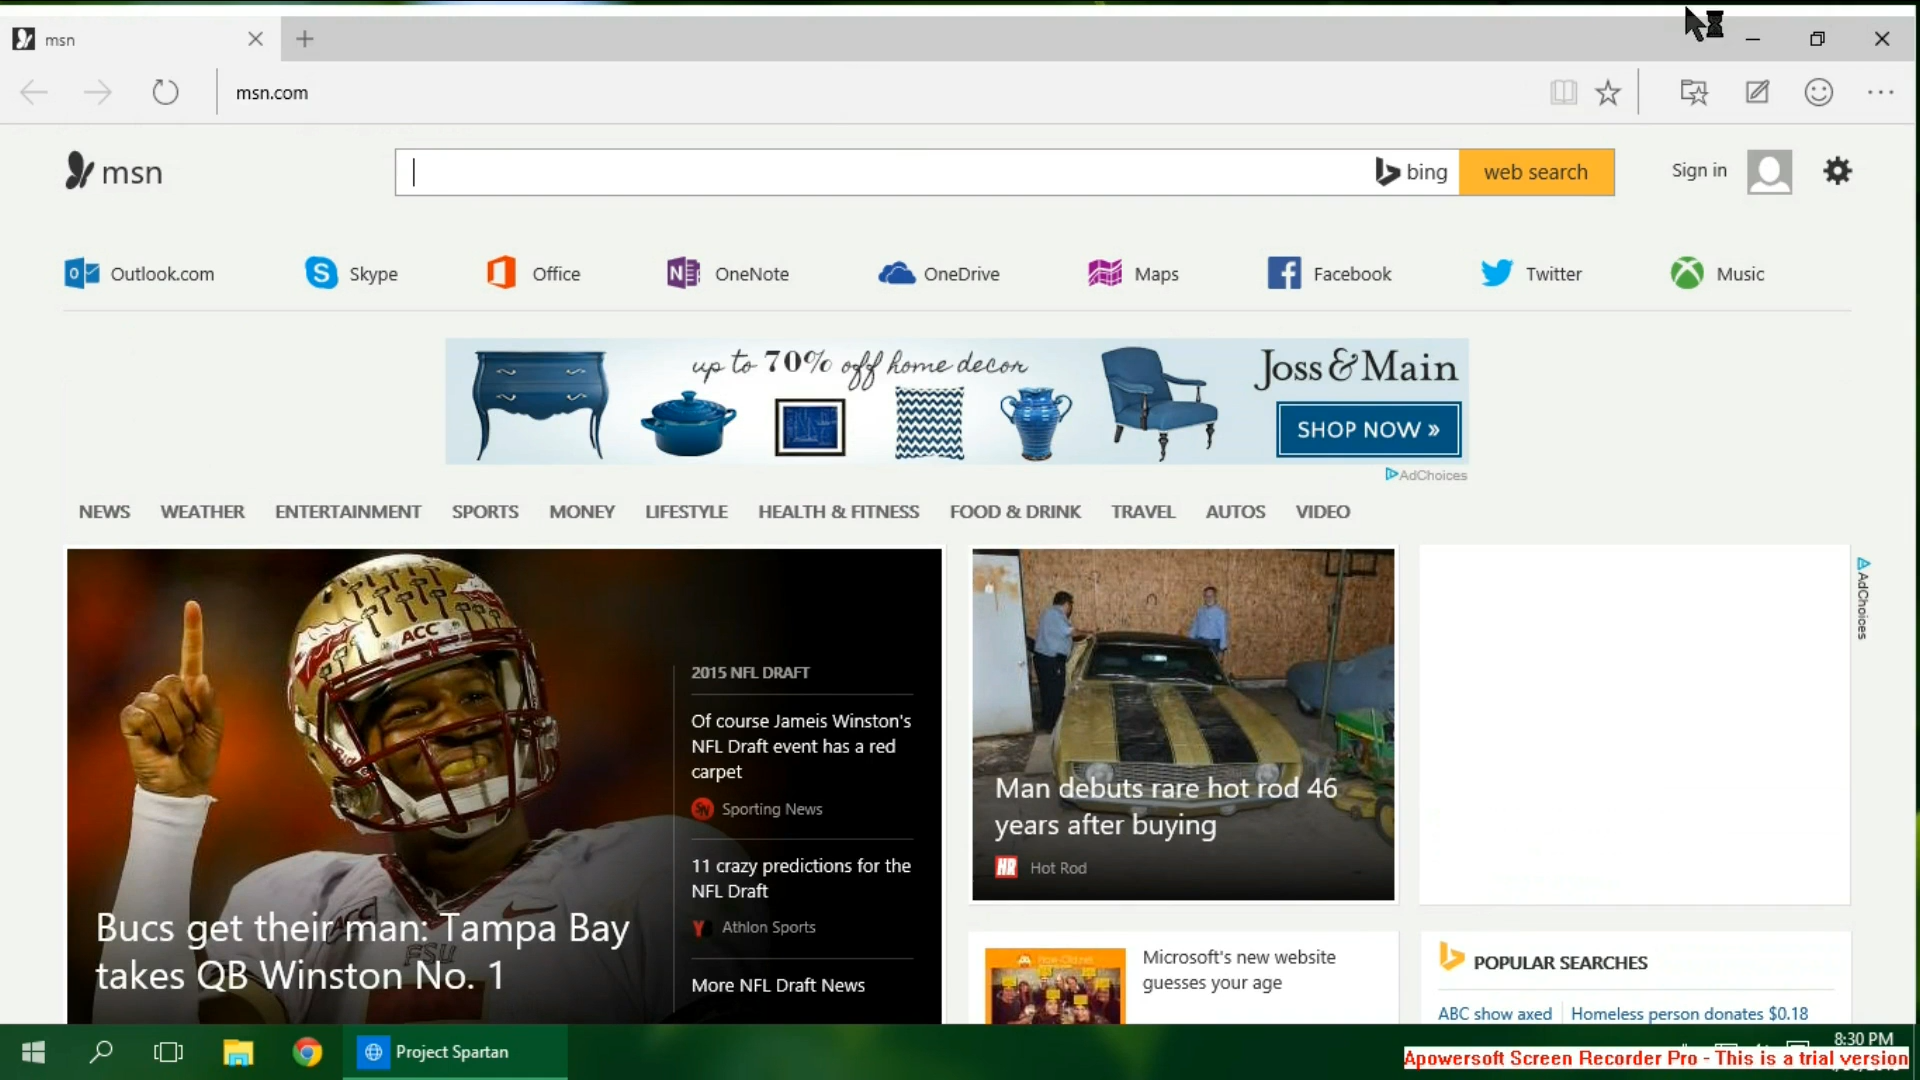 msn
msn.com
msn
bing
web search
Sign in
Outlook.com
Skype
Office
OneNote
OneDrive
Maps
Facebook
Twitter
Music
up to 70% off home decor
Joss & Main
SHOP NOW »
AdChoices
NEWS
WEATHER
ENTERTAINMENT
SPORTS
MONEY
LIFESTYLE
HEALTH & FITNESS
FOOD & DRINK
TRAVEL
AUTOS
VIDEO
ACC
ACC
FSU
Bucs get their man: Tampa Bay
takes QB Winston No. 1
2015 NFL DRAFT
Of course Jameis Winston's
NFL Draft event has a red
carpet
SN Sporting News
11 crazy predictions for the
NFL Draft
Athlon Sports
More NFL Draft News
Man debuts rare hot rod 46
years after buying
HR Hot Rod
AdChoices
Microsoft's new website
guesses your age
POPULAR SEARCHES
ABC show axed
Homeless person donates $0.18
Project Spartan
8:30 PM
Apowersoft Screen Recorder Pro - This is a trial version